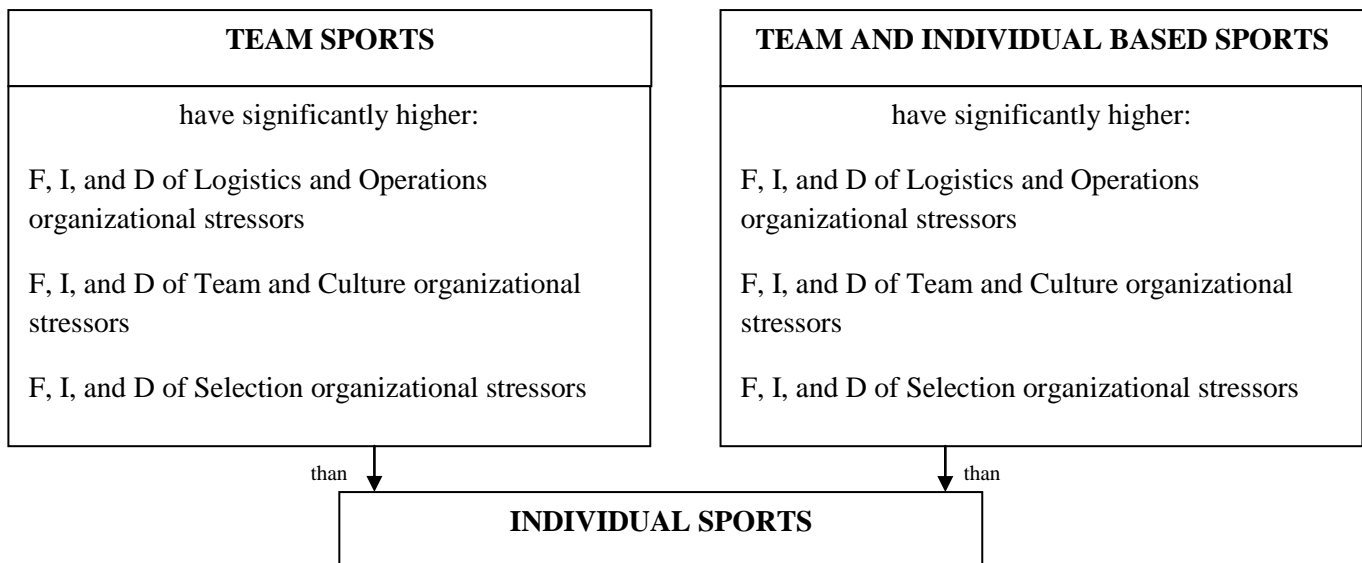 TEAM SPORTS
have significantly higher:
F, I, and D of Logistics and Operations
organizational stressors
F, I, and D of Team and Culture organizational
stressors
F, I, and D of Selection organizational stressors
than
TEAM AND INDIVIDUAL BASED SPORTS
have significantly higher:
F, I, and D of Logistics and Operations
organizational stressors
F, I, and D of Team and Culture organizational
stressors
F, I, and D of Selection organizational stressors
than
INDIVIDUAL SPORTS